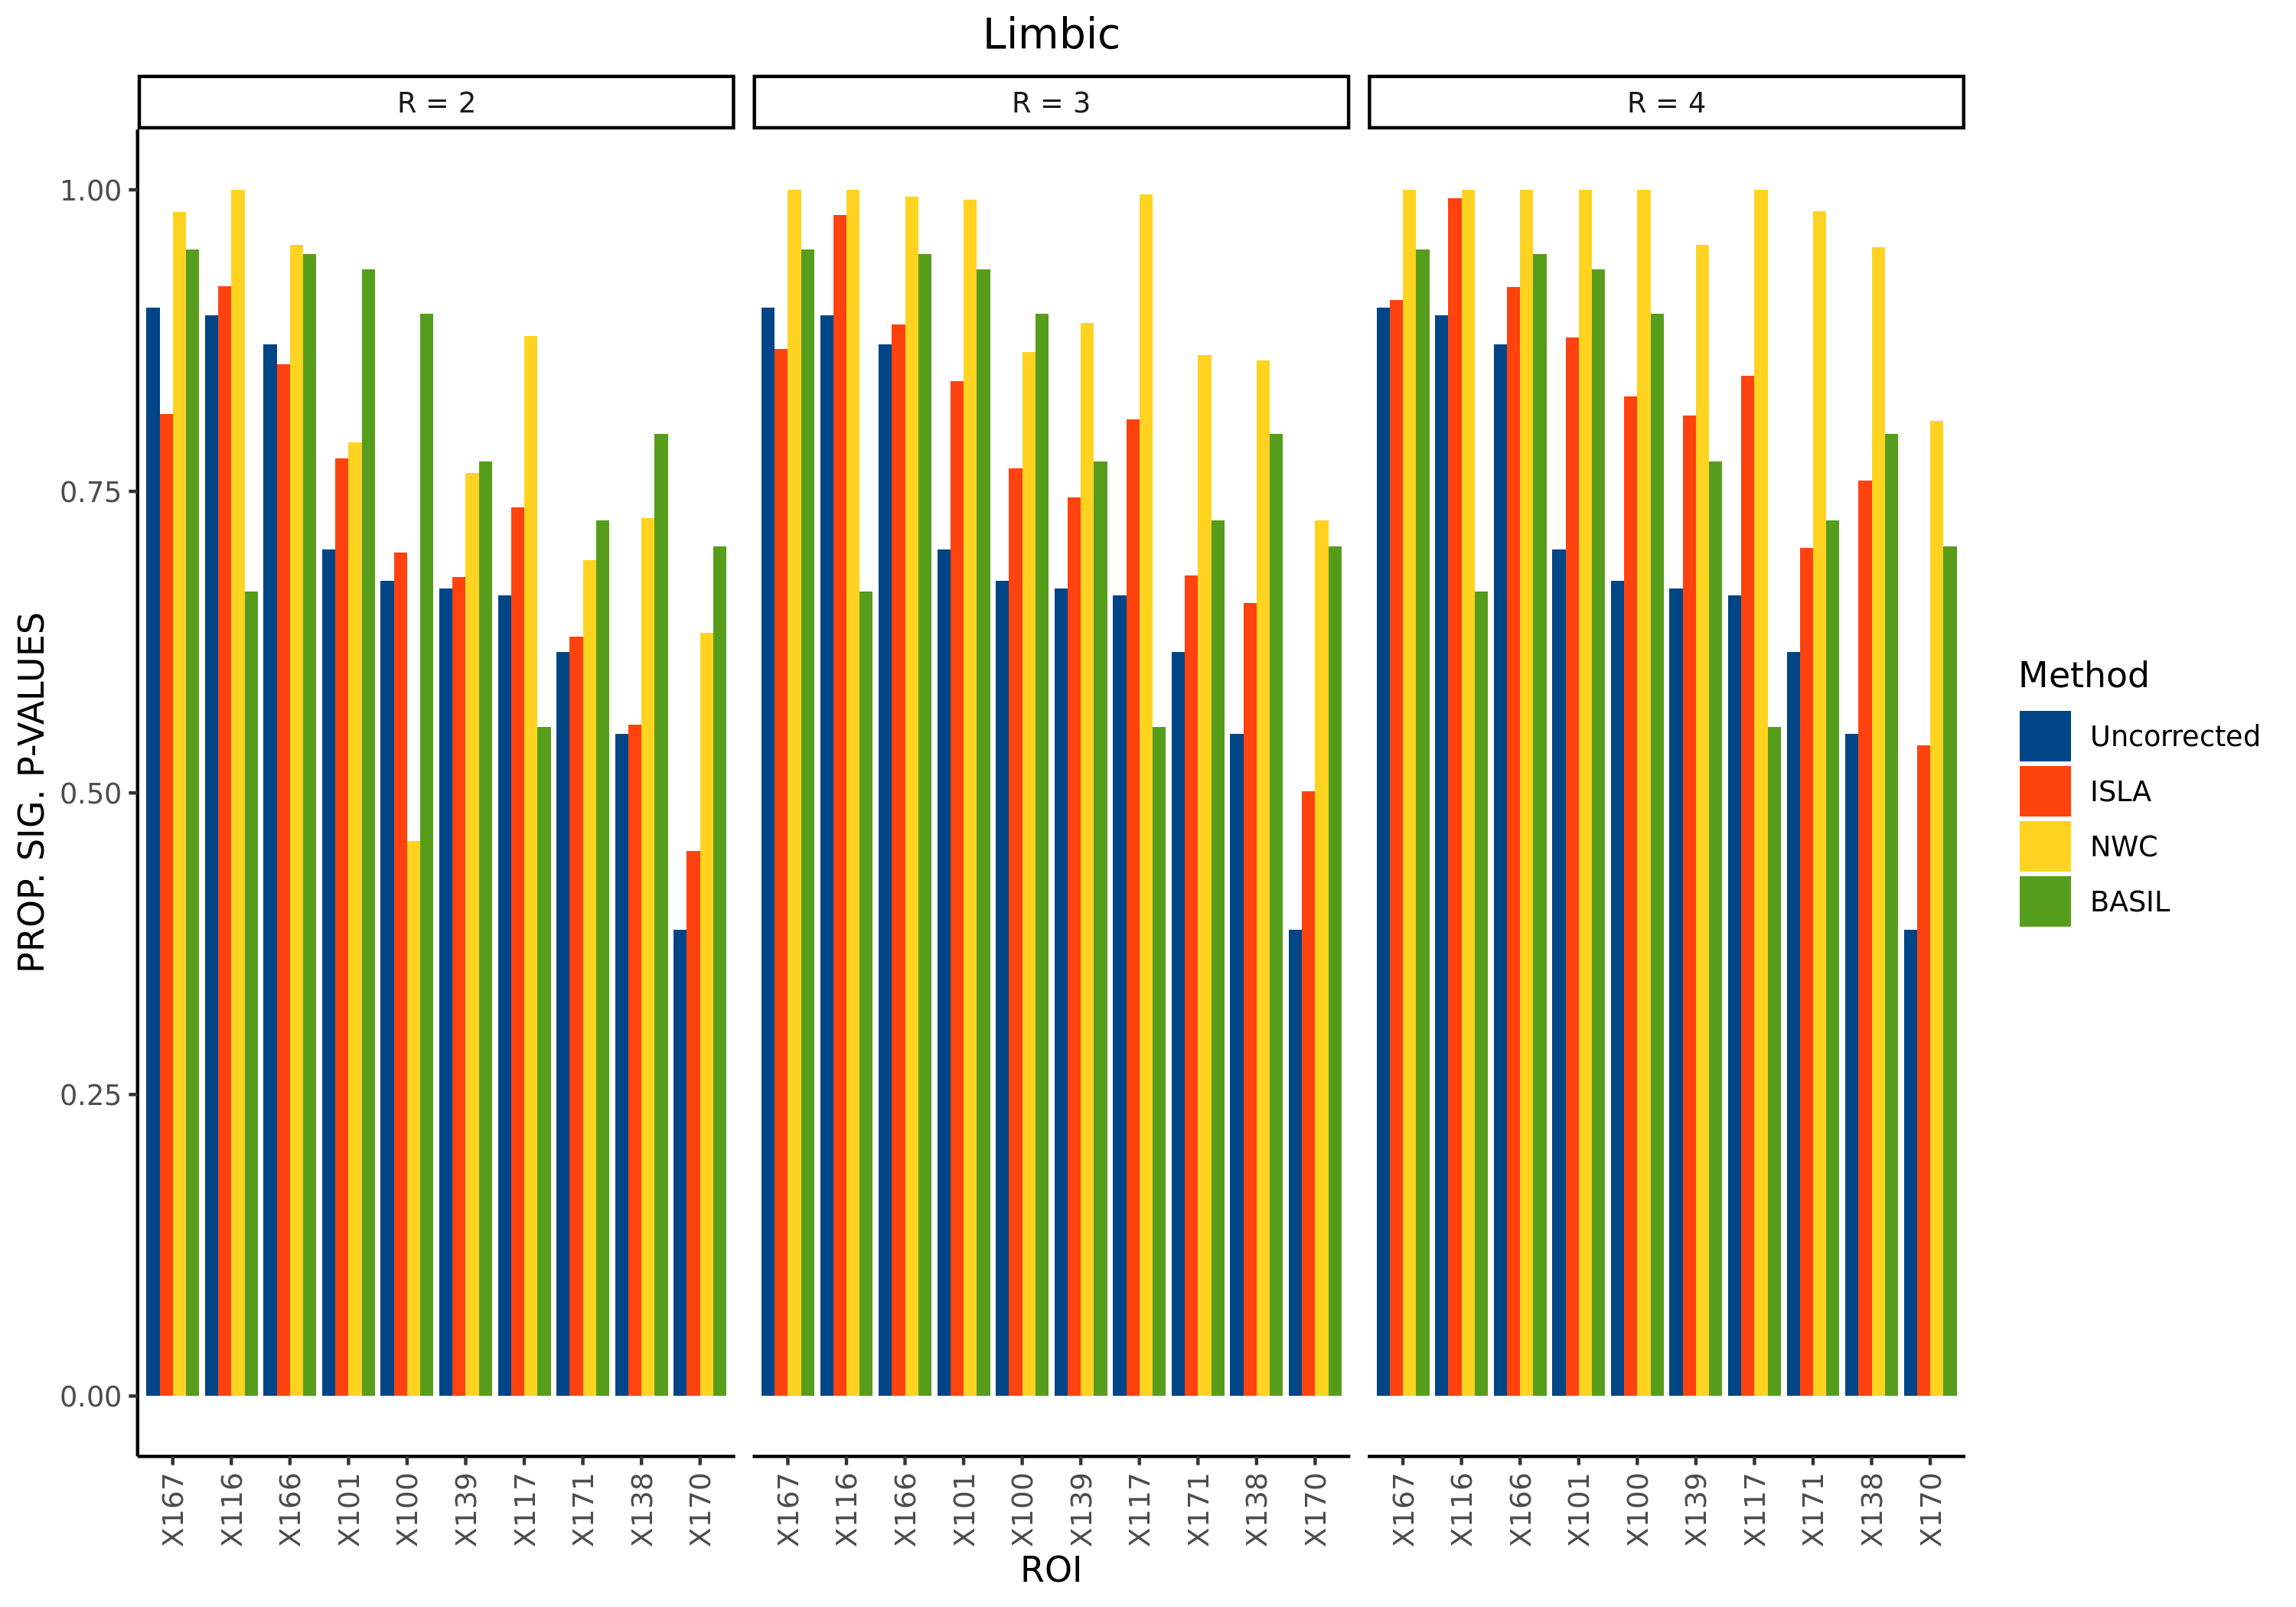 Limbic
R = 2
R = 3
R = 4
PROP. SIG. P-VALUES
1.00
0.75
0.50
0.25
0.00
X167
X116
X166
X101
X100
X139
X117
X171
X138
X170
X167
X116
X166
X101
X100
X139
X117
X171
X138
X170
X167
X116
X166
X101
X100
X139
X117
X171
X138
X170
ROI
Method
Uncorrected
ISLA
NWC
BASIL